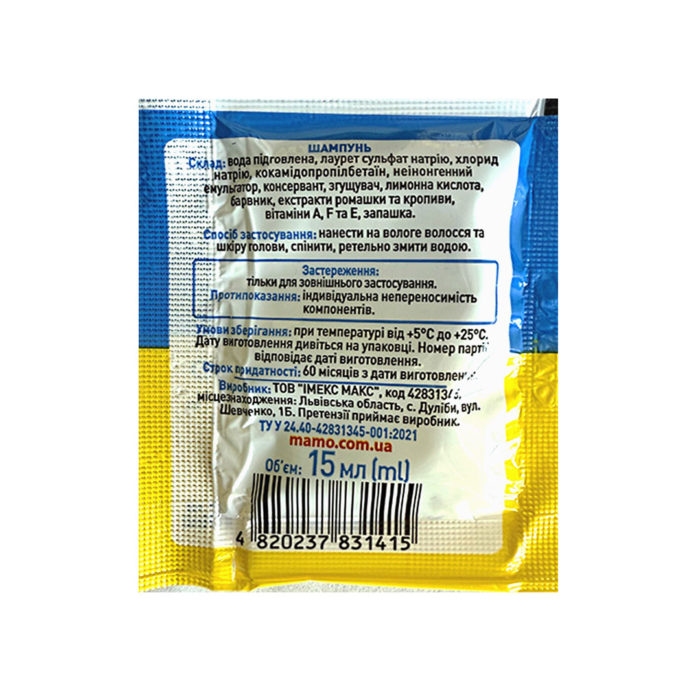 ШАМПУНЬ
Склад: вода підговлена, лаурет сульфат натрію, хлорид
натрію, кокамідопропілбетаїн, неіноногенний
емульгатор, консервант, згущувач, лимонна кислота,
барвник, екстракти ромашки та кропиви,
вітаміни А, F та Е, запашка.
Спосіб застосування: нанести на вологе волосся та
шкіру голови, спінити, ретельно змити водою.
Застереження:
тільки для зовнішнього застосування.
Протипоказання: індивідуальна непереносимість
компонентів.
Умови зберігання: при температурі від +5°С до +25°С.
Дату виготовлення дивіться на упаковці. Номер партії
відповідає даті виготовлення.
Строк придатності: 60 місяців з дати виготовлення.
Виробник: ТОВ "ІМЕКС МАКС", код 42831345,
місцезнаходження: Львівська область, с. Дуліби, вул.
Шевченко, 1Б. Претензії приймає виробник.
ТУ У 24.40-42831345-001:2021
mamo.com.ua
Об'єм: 15 мл (ml)
4 820237 831415